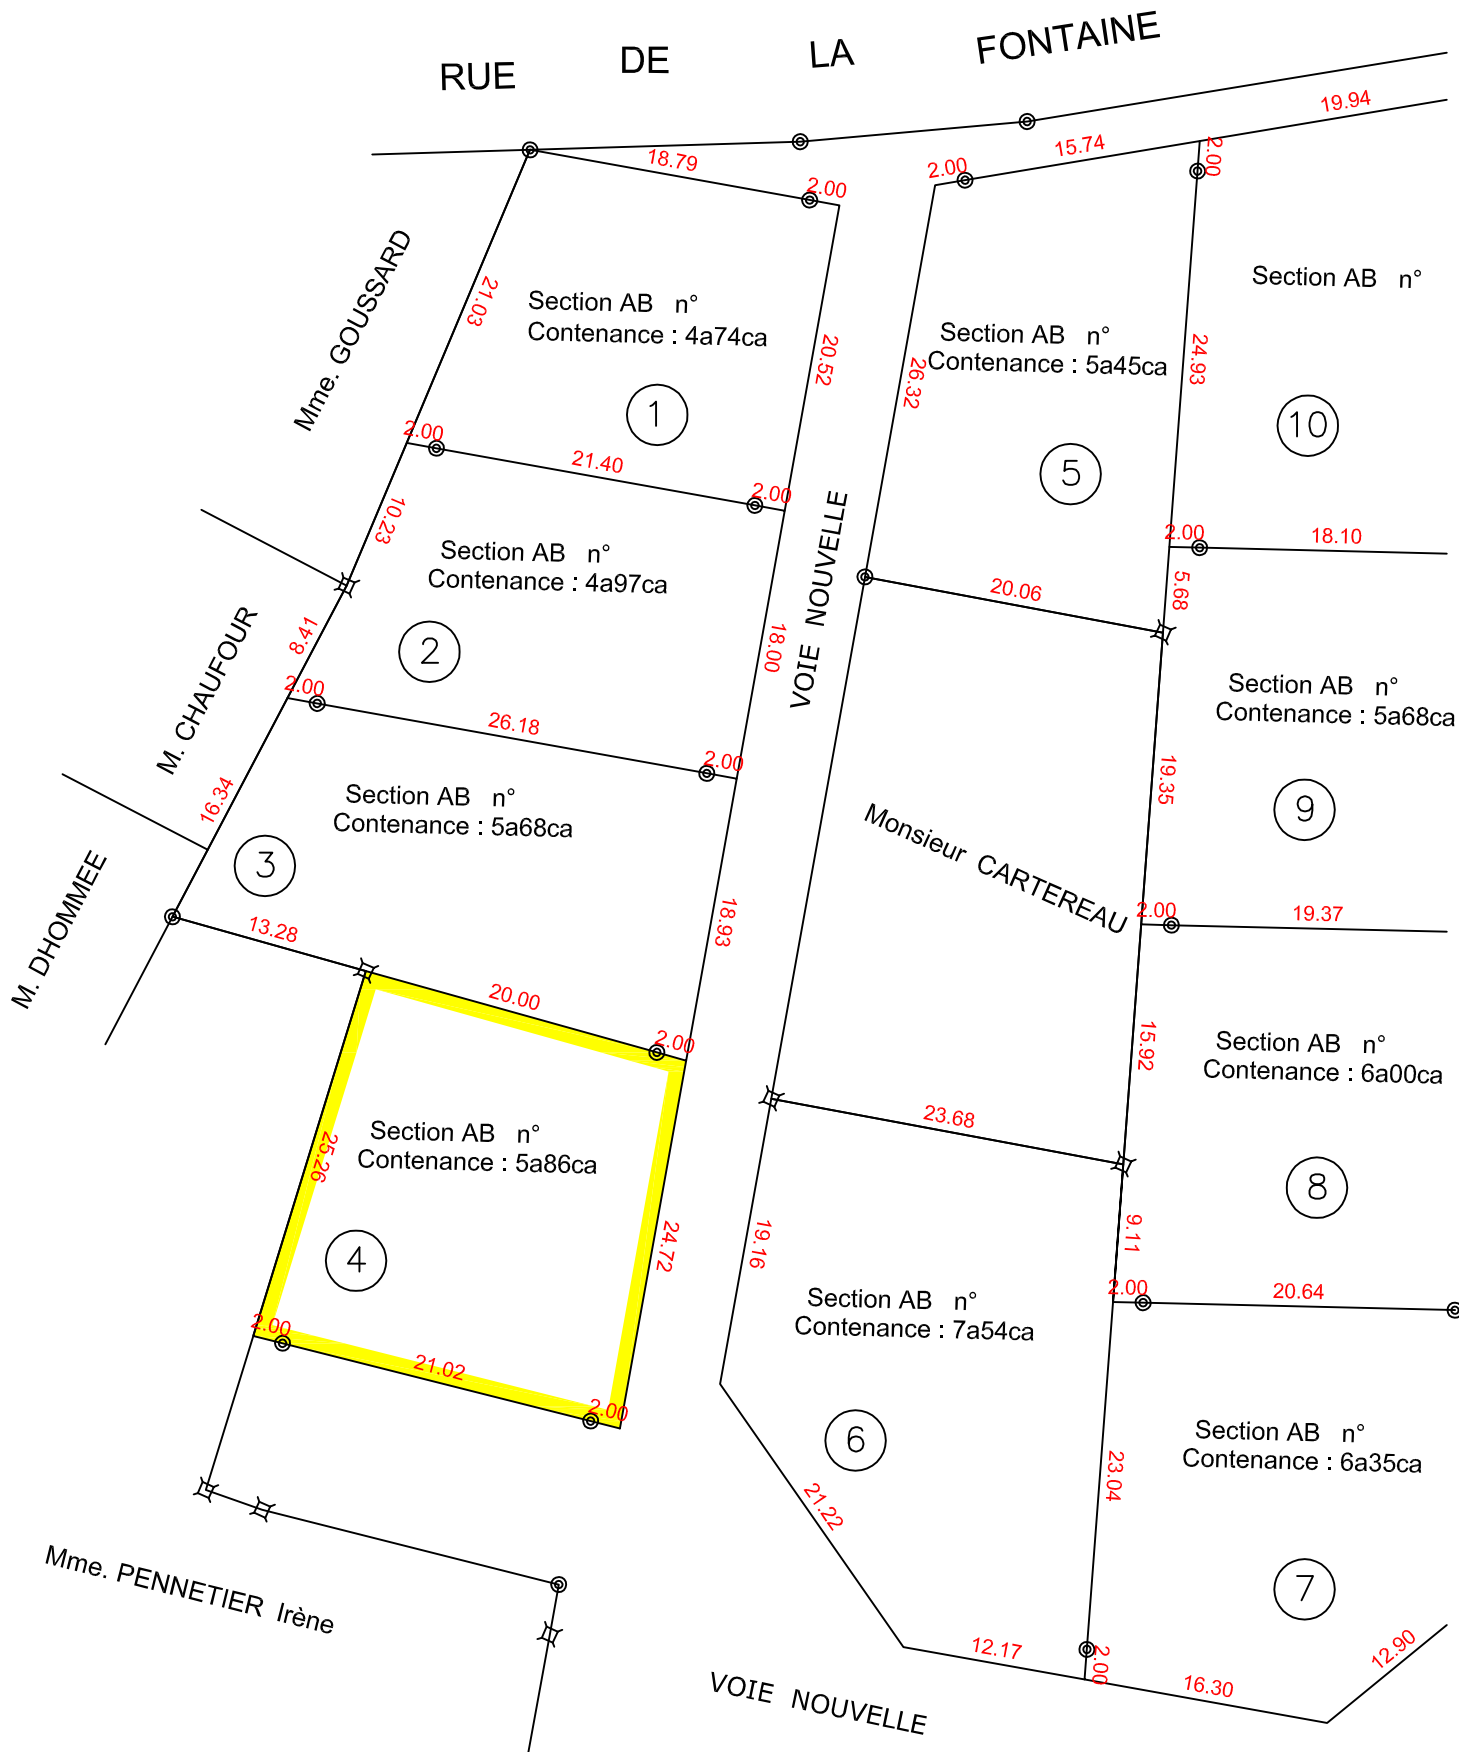 RUE DE LA FONTAINE
18.79
2.00
2.00
15.74
19.94
2.00
Mme. GOUSSARD
21.03
Section AB n°
Contenance : 4a74ca
1
20.52
26.32
Section AB n°
Contenance : 5a45ca
5
24.93
Section AB n°
10
2.00
21.40
2.00
10.23
Section AB n°
Contenance : 4a97ca
2
18.00
VOIE NOUVELLE
20.06
2.00
18.10
5.68
M. CHAUFOUR
8.41
2.00
26.18
2.00
Section AB n°
Contenance : 5a68ca
9
19.35
16.34
Section AB n°
Contenance : 5a68ca
3
18.93
Monsieur CARTEREAU
2.00
19.37
M. DHOMMEE
13.28
20.00
2.00
15.92
Section AB n°
Contenance : 6a00ca
8
25.26
Section AB n°
Contenance : 5a86ca
4
24.72
23.68
19.16
9.11
2.00
20.64
2.00
21.02
2.00
Section AB n°
Contenance : 7a54ca
6
21.22
23.04
Section AB n°
Contenance : 6a35ca
7
Mme. PENNETIER Irène
12.17
2.00
16.30
12.90
VOIE NOUVELLE